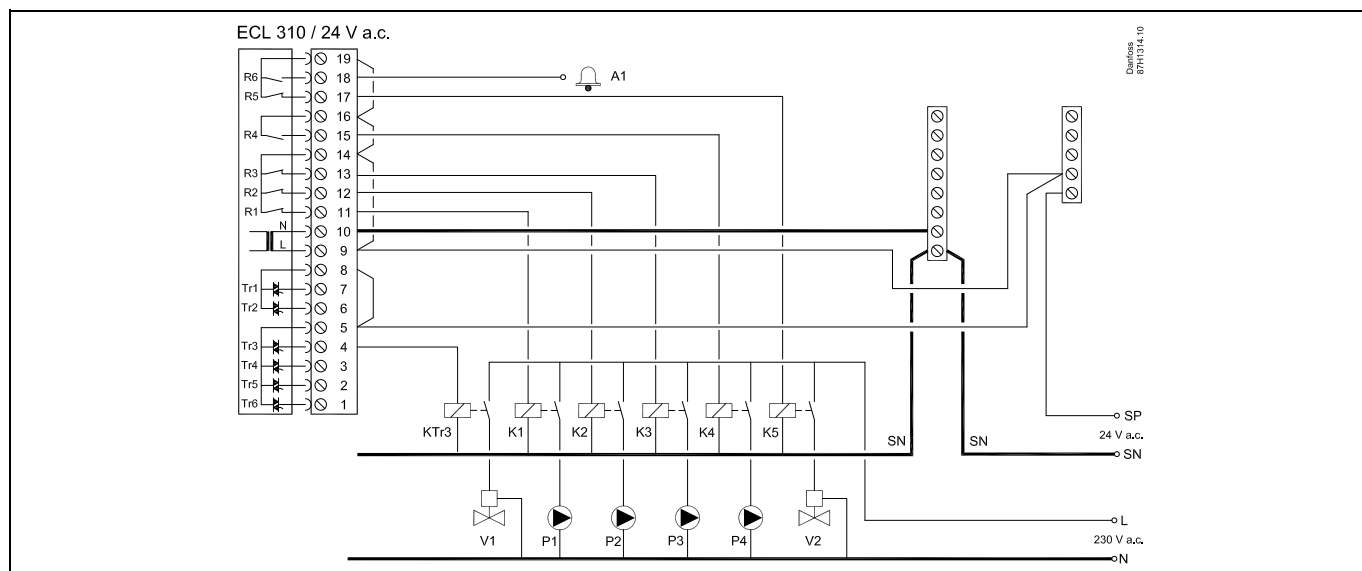 ECL 310 / 24 V a.c.
Danfoss
87H1314.10
19
R6 18 A1
R5 17
16
R4 15
14
R3 13
R2 12
R1 11
N 10
L 9
8
Tr1 7
Tr2 6
5
Tr3 4
Tr4 3
Tr5 2
Tr6 1
SP
KTr3 K1 K2 K3 K4 K5
24 V a.c.
SN SN
SN
L
V1 P1 P2 P3 P4 V2
230 V a.c.
N